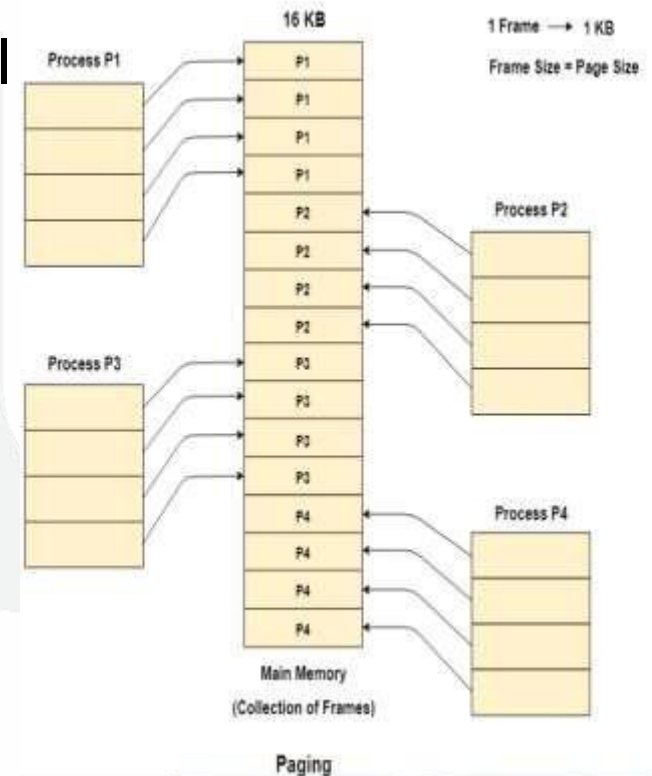 16 KB
1 Frame → 1 KB
Frame Size = Page Size
Process P1
P1
P1
P1
P1
Process P2
P2
P2
P2
P2
Process P3
P3
P3
P3
P3
Process P4
P4
P4
P4
P4
Main Memory
(Collection of Frames)
Paging